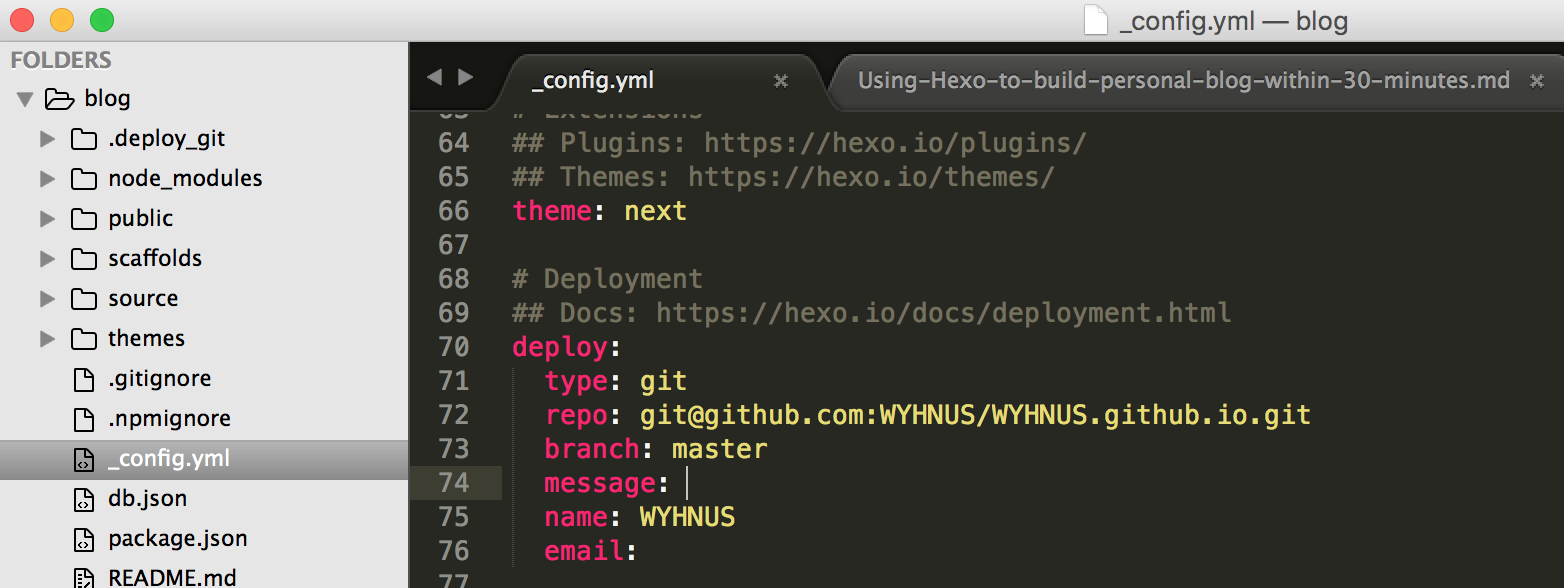 _config.yml — blog
FOLDERS
blog
.deploy_git
node_modules
public
scaffolds
source
themes
.gitignore
.npmignore
_config.yml
db.json
package.json
README.md
_config.yml
Using-Hexo-to-build-personal-blog-within-30-minutes.md
63 # Extensions
64 ## Plugins: https://hexo.io/plugins/
65 ## Themes: https://hexo.io/themes/
66 theme: next
67
68 # Deployment
69 ## Docs: https://hexo.io/docs/deployment.html
70 deploy:
71 type: git
72 repo: git@github.com:WYHNUS/WYHNUS.github.io.git
73 branch: master
74 message:
75 name: WYHNUS
76 email:
77